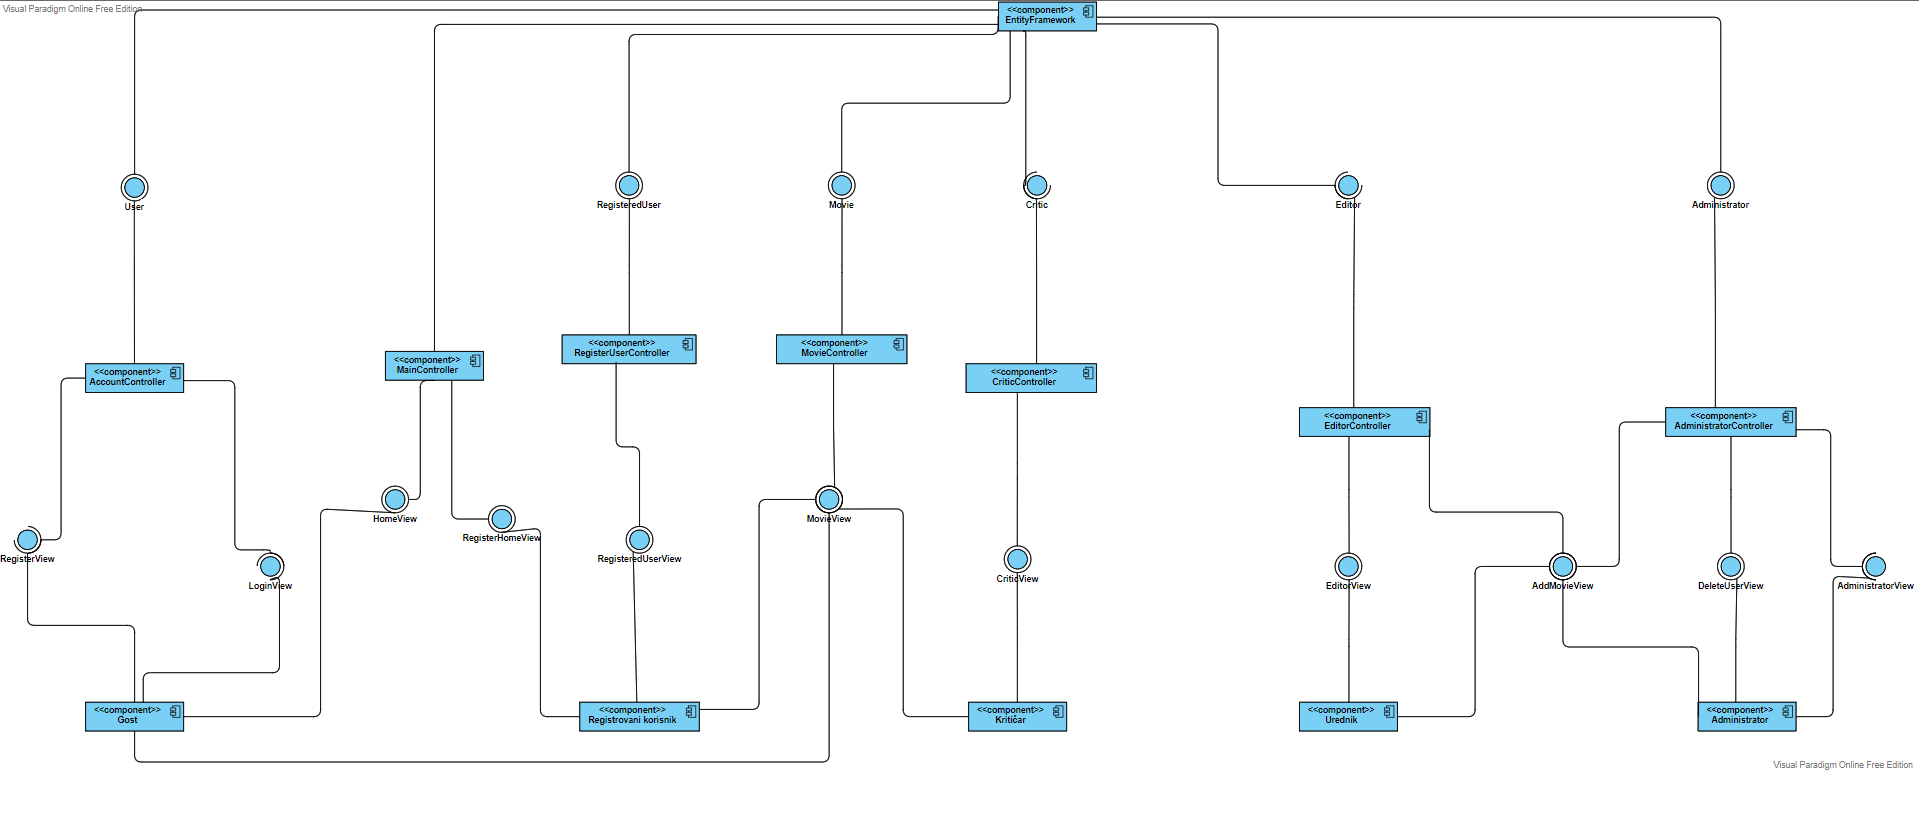 Visual Paradigm Online Free Edition
<<component>>
EntityFramework
User
RegisteredUser
Movie
Critic
Editor
Administrator
<<component>>
AccountController
<<component>>
MainController
<<component>>
RegisterUserController
<<component>>
MovieController
<<component>>
CriticController
<<component>>
EditorController
<<component>>
AdministratorController
HomeView
RegisterHomeView
MovieView
RegisterView
LoginView
RegisteredUserView
CriticView
EditorView
AddMovieView
DeleteUserView
AdministratorView
<<component>>
Gost
<<component>>
Registrovani korisnik
<<component>>
Kritičar
<<component>>
Urednik
<<component>>
Administrator
Visual Paradigm Online Free Edition